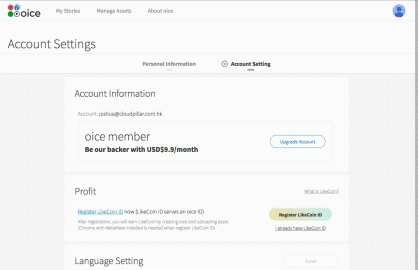 oice
My Stories
Manage Assets
About oice
Account Settings
Personal Information
Account Setting
Account Information
Account: joshua@cloudpillar.com.hk
oice member
Be our backer with USD$9.9/month
Upgrade Account
Profit
What is LikeCoin?
Register LikeCoin ID now (LikeCoin ID serves an oice ID)
Register LikeCoin ID
After registration, you will earn LikeCoin by creating oice and uploading asset.
(Chrome with MetaMask installed is needed when register LikeCoin ID).
I already have LikeCoin ID
Language Setting
Save